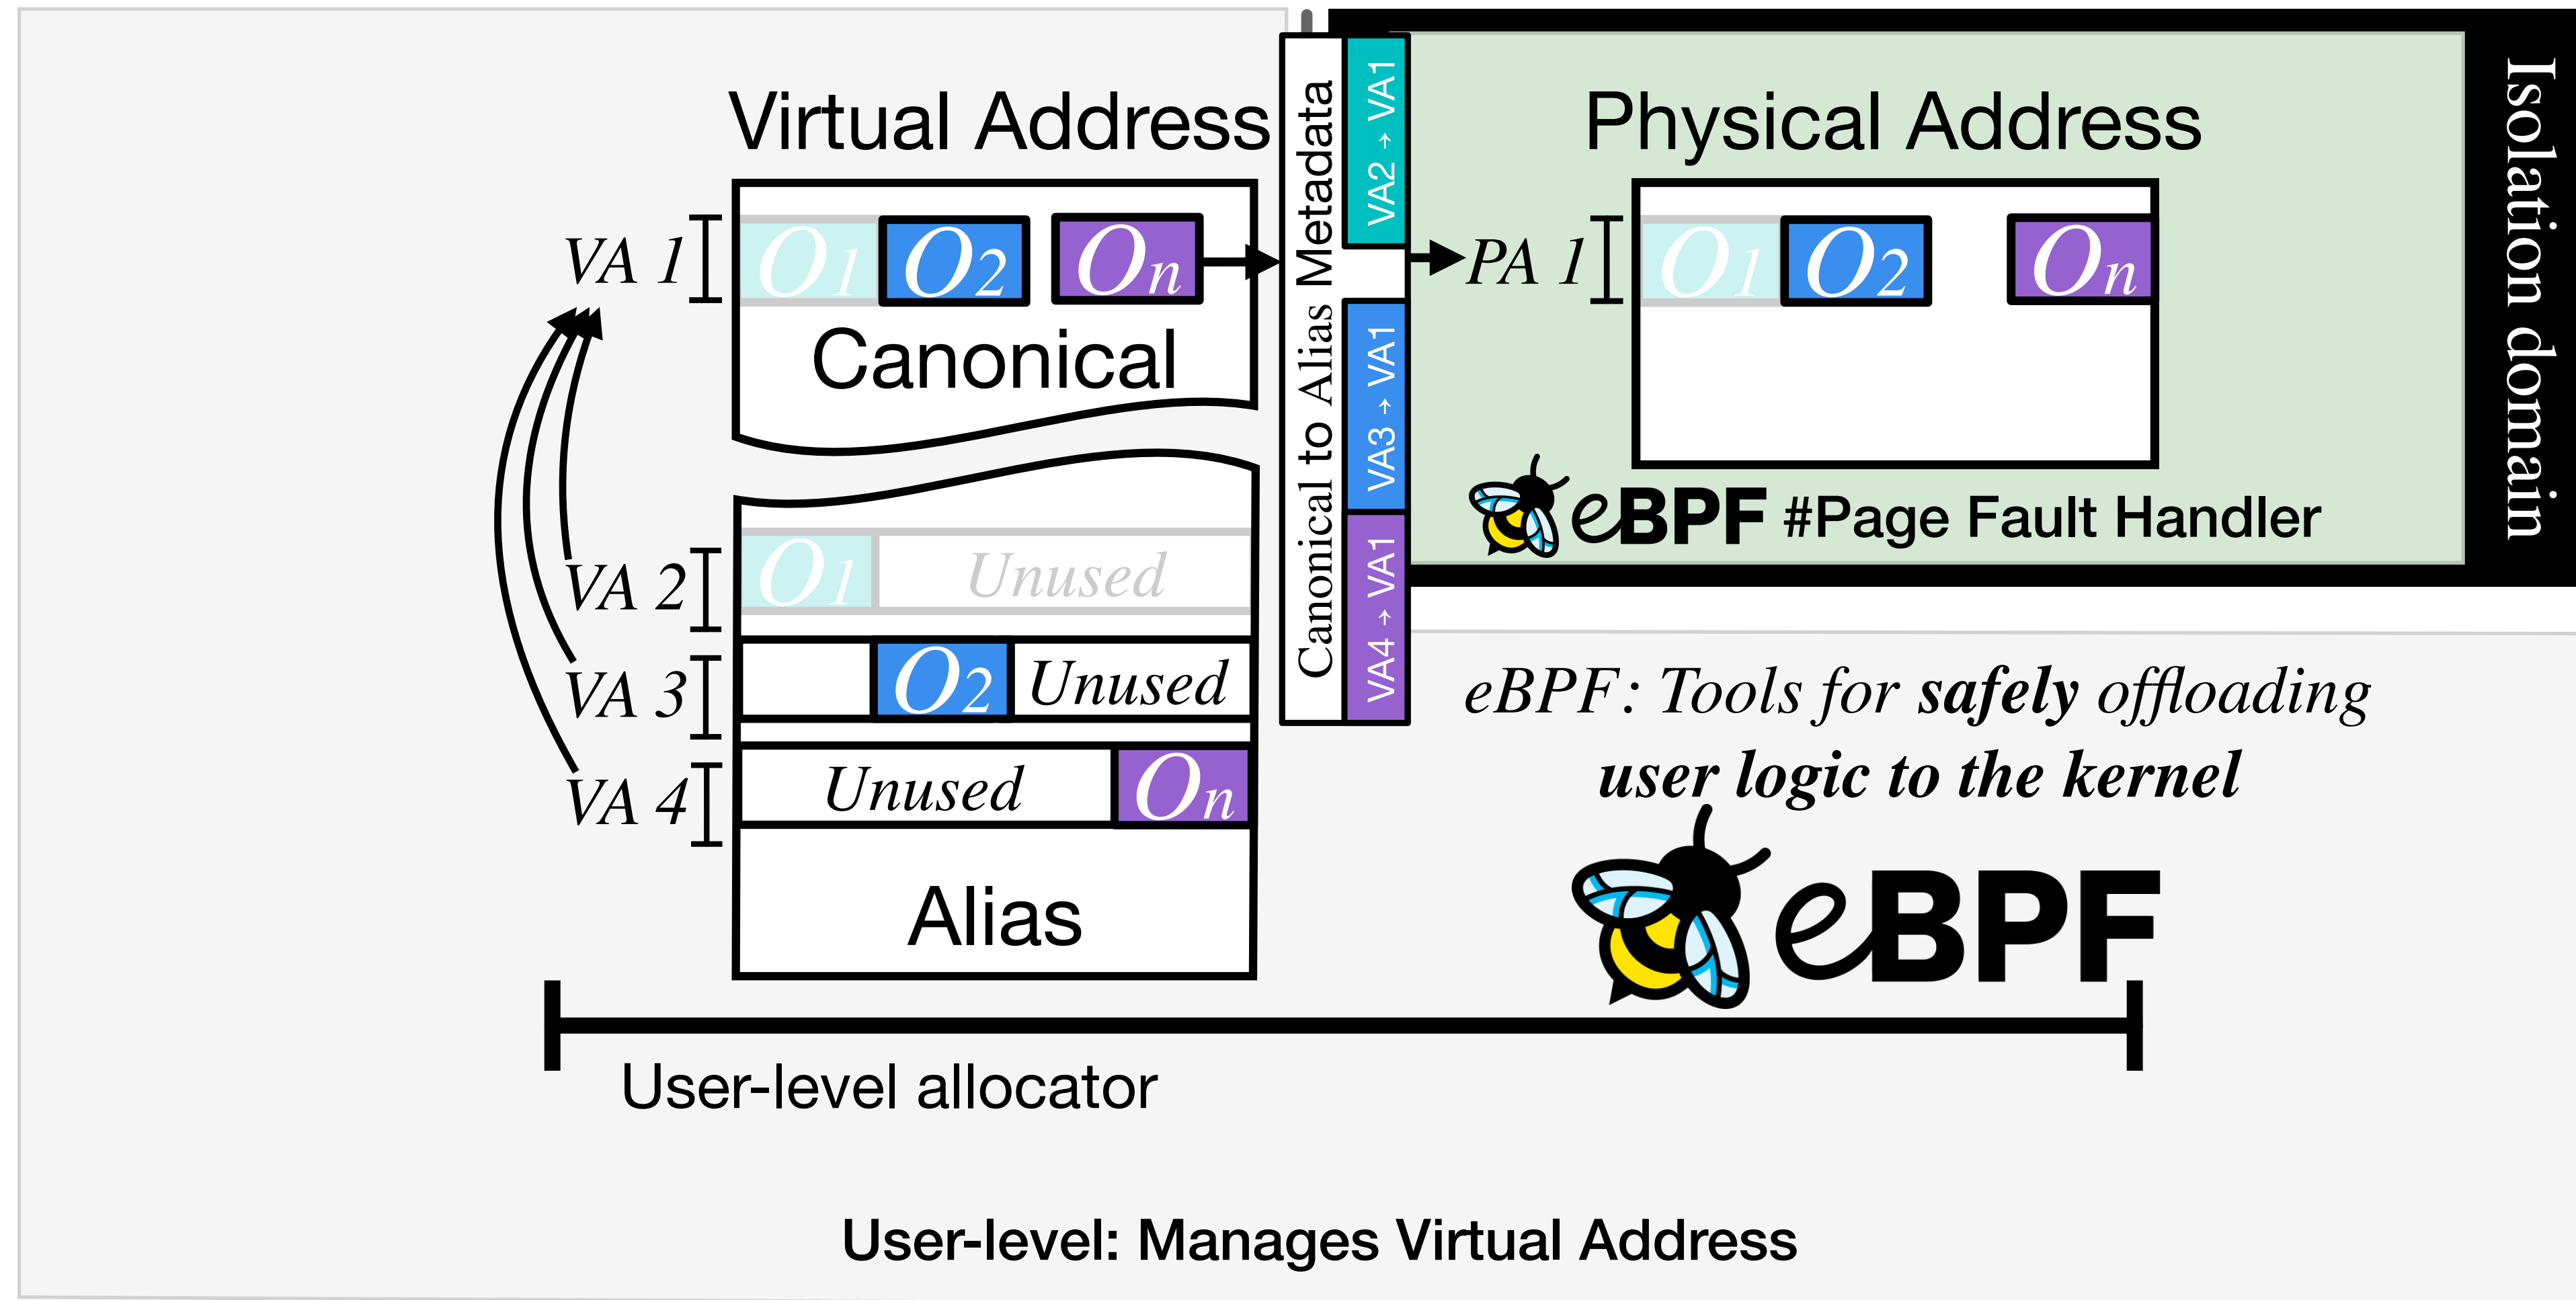 Virtual Address
VA 1
O1
O2
On
Canonical
VA 2
O1
Unused
VA 3
O2
Unused
VA 4
Unused
On
Alias
Canonical to Alias Metadata
VA2 → VA1
VA3 → VA1
VA4 → VA1
Physical Address
PA 1
O1
O2
On
eBPF #Page Fault Handler
Isolation domain
eBPF: Tools for safely offloading
user logic to the kernel
eBPF
User-level allocator
User-level: Manages Virtual Address